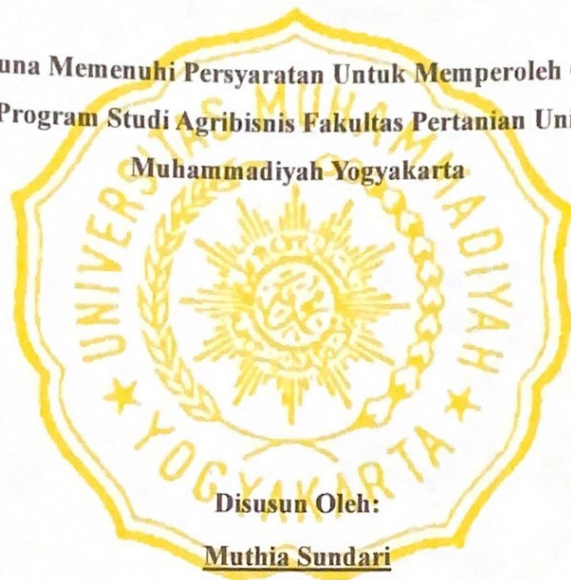 una Memenuhi Persyaratan Untuk Memperoleh
Program Studi Agribisnis Fakultas Pertanian Uni
Muhammadiyah Yogyakarta
UNIVERSITAS MUHAMMADIYAH
YOGYAKARTA
Disusun Oleh:
Muthia Sundari